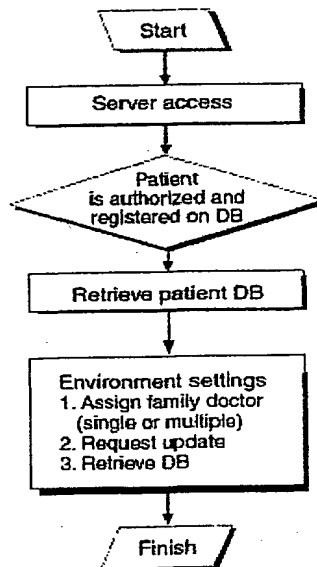 Start
Server access
Patient
is authorized and
registered on DB
Retrieve patient DB
Environment settings
1. Assign family doctor
(single or multiple)
2. Request update
3. Retrieve DB
Finish